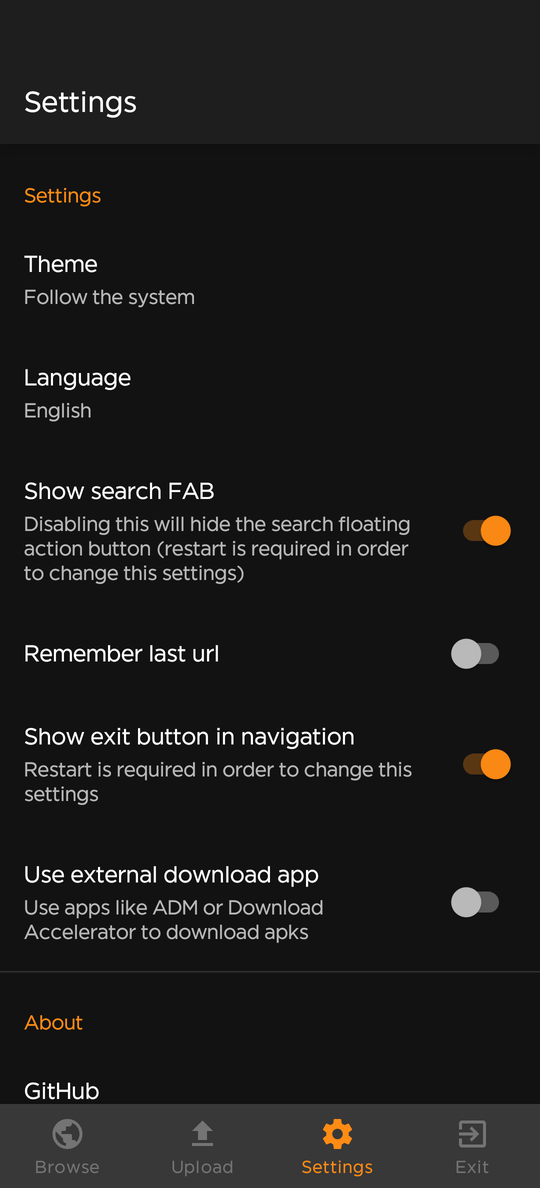 Settings
Settings
Theme
Follow the system
Language
English
Show search FAB
Disabling this will hide the search floating
action button (restart is required in order
to change this settings)
Remember last url
Show exit button in navigation
Restart is required in order to change this
settings
Use external download app
Use apps like ADM or Download
Accelerator to download apks
About
GitHub
Browse
Upload
Settings
Exit